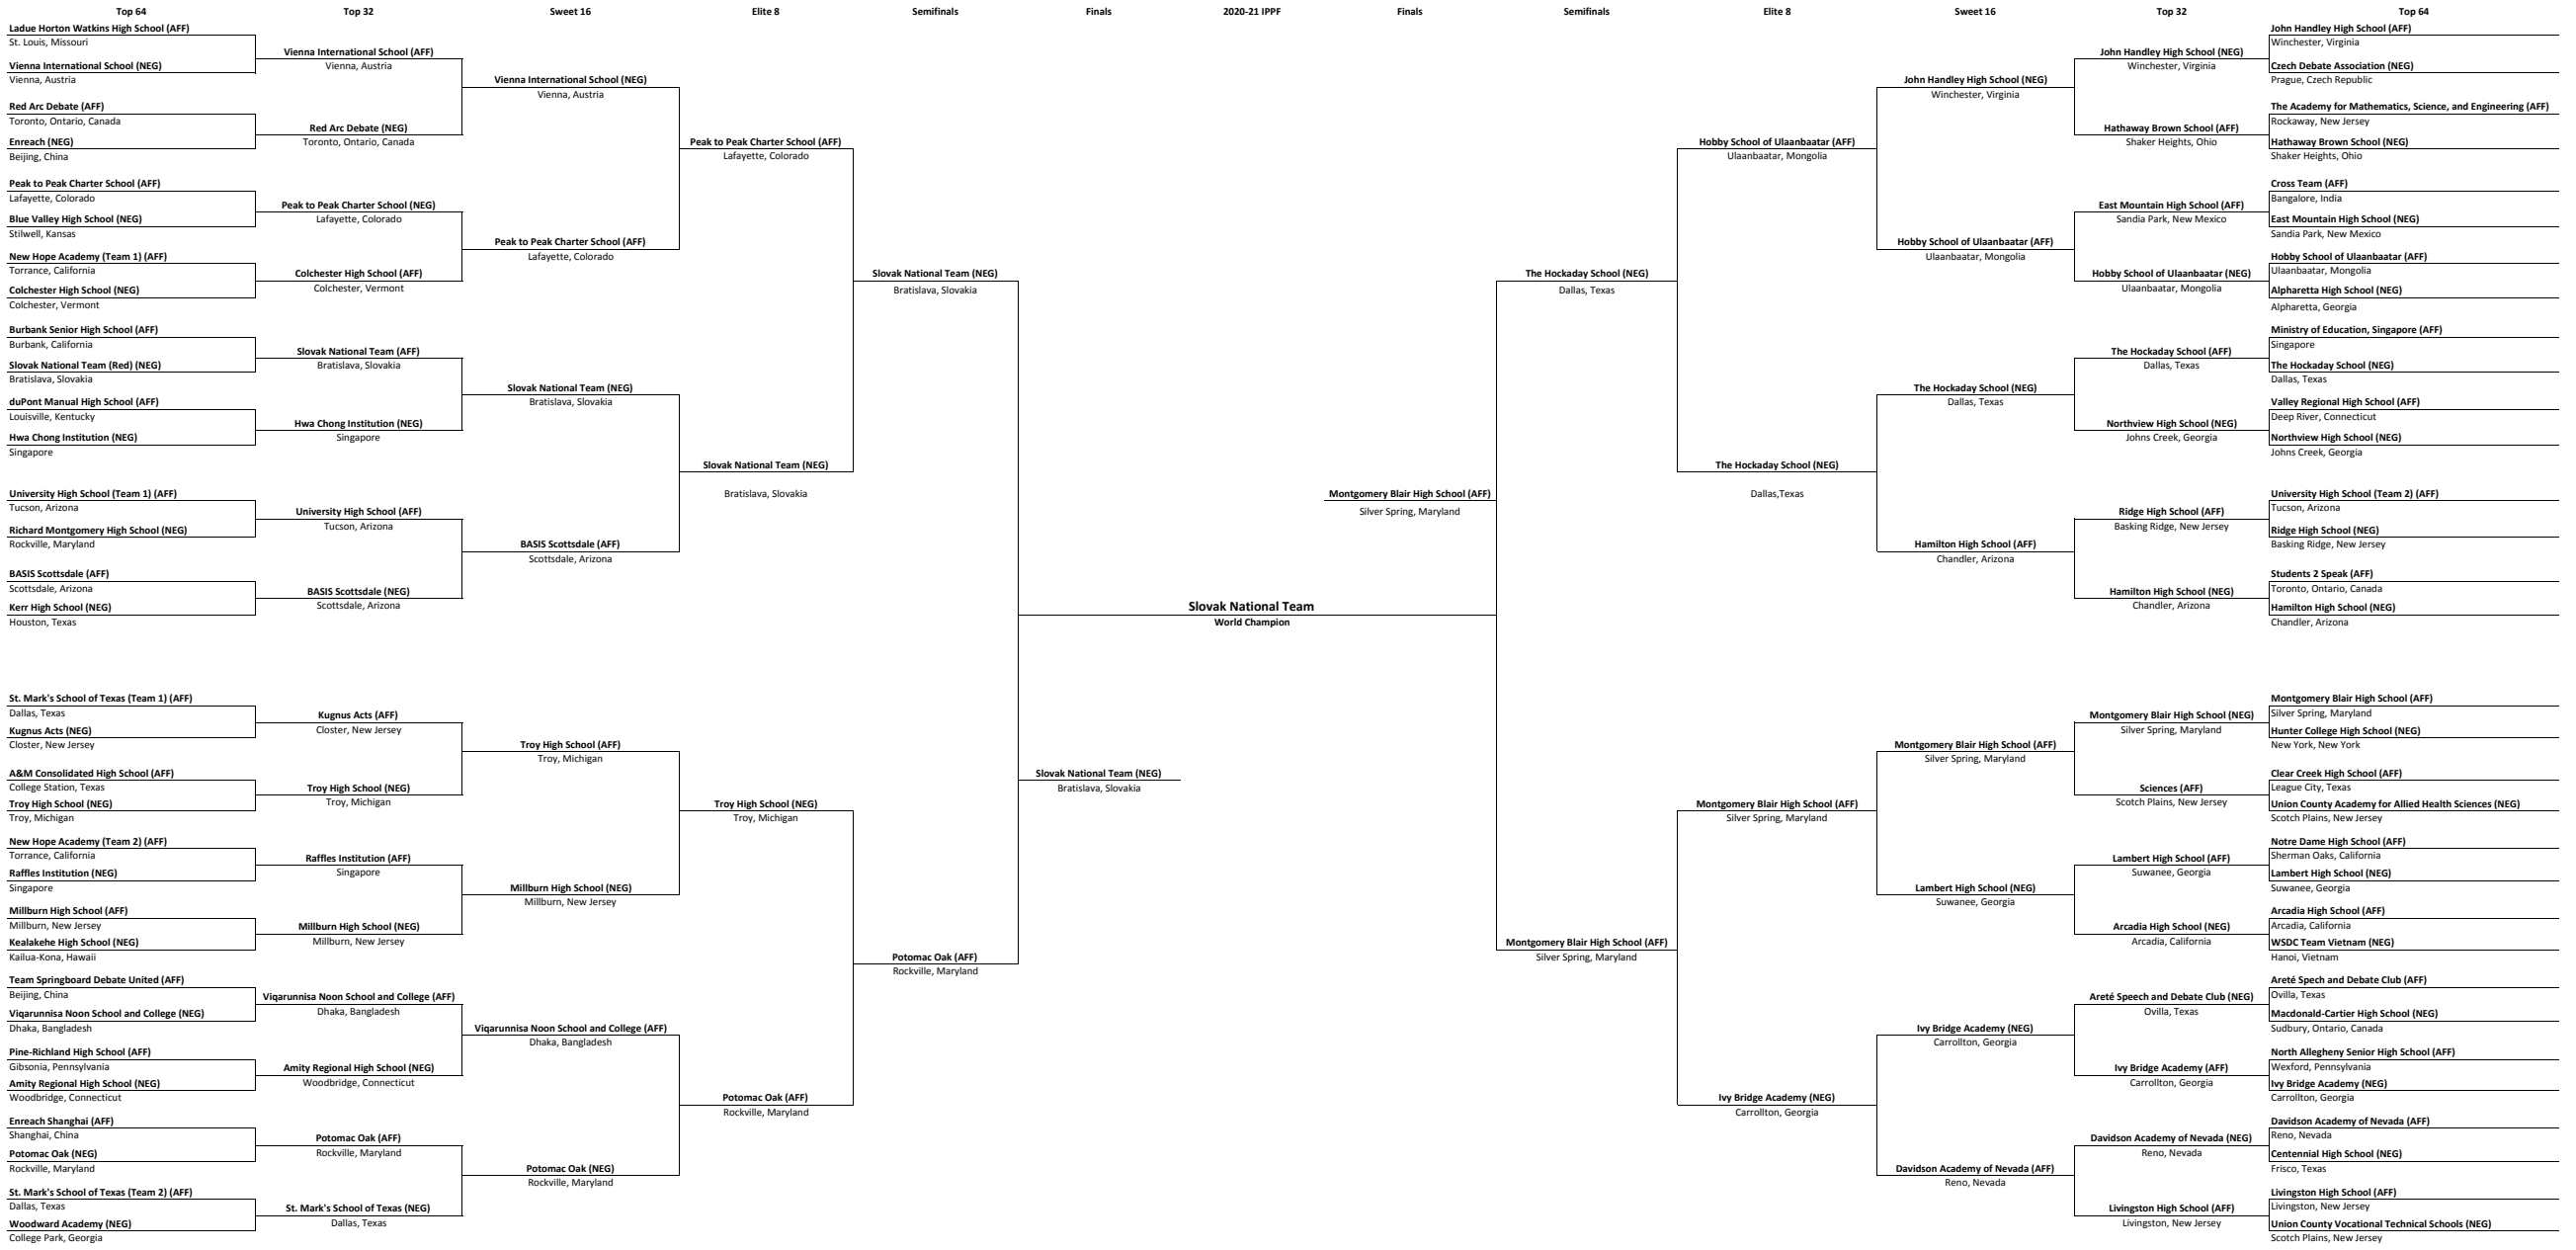 Top 64
Top 32
Sweet 16
Elite 8
Semifinals
Finals
2020-21 IPPF
Finals
Semifinals
Elite 8
Sweet 16
Top 32
Top 64
Ladue Horton Watkins High School (AFF)
St. Louis, Missouri
Vienna International School (NEG)
Vienna, Austria
Red Arc Debate (AFF)
Toronto, Ontario, Canada
Enreach (NEG)
Beijing, China
Peak to Peak Charter School (AFF)
Lafayette, Colorado
Blue Valley High School (NEG)
Stilwell, Kansas
New Hope Academy (Team 1) (AFF)
Torrance, California
Colchester High School (NEG)
Colchester, Vermont
Burbank Senior High School (AFF)
Burbank, California
Slovak National Team (Red) (NEG)
Bratislava, Slovakia
duPont Manual High School (AFF)
Louisville, Kentucky
Hwa Chong Institution (NEG)
Singapore
University High School (Team 1) (AFF)
Tucson, Arizona
Richard Montgomery High School (NEG)
Rockville, Maryland
BASIS Scottsdale (AFF)
Scottsdale, Arizona
Kerr High School (NEG)
Houston, Texas
St. Mark's School of Texas (Team 1) (AFF)
Dallas, Texas
Kugnus Acts (NEG)
Closter, New Jersey
A&M Consolidated High School (AFF)
College Station, Texas
Troy High School (NEG)
Troy, Michigan
New Hope Academy (Team 2) (AFF)
Torrance, California
Raffles Institution (NEG)
Singapore
Millburn High School (AFF)
Millburn, New Jersey
Kealakehe High School (NEG)
Kailua-Kona, Hawaii
Team Springboard Debate United (AFF)
Beijing, China
Viqarunnisa Noon School and College (NEG)
Dhaka, Bangladesh
Pine-Richland High School (AFF)
Gibsonia, Pennsylvania
Amity Regional High School (NEG)
Woodbridge, Connecticut
Enreach Shanghai (AFF)
Shanghai, China
Potomac Oak (NEG)
Rockville, Maryland
St. Mark's School of Texas (Team 2) (AFF)
Dallas, Texas
Woodward Academy (NEG)
College Park, Georgia
Vienna International School (AFF)
Vienna, Austria
Red Arc Debate (NEG)
Toronto, Ontario, Canada
Peak to Peak Charter School (NEG)
Lafayette, Colorado
Colchester High School (AFF)
Colchester, Vermont
Slovak National Team (AFF)
Bratislava, Slovakia
Hwa Chong Institution (NEG)
Singapore
University High School (AFF)
Tucson, Arizona
BASIS Scottsdale (NEG)
Scottsdale, Arizona
Kugnus Acts (AFF)
Closter, New Jersey
Troy High School (NEG)
Troy, Michigan
Raffles Institution (AFF)
Singapore
Millburn High School (NEG)
Millburn, New Jersey
Viqarunnisa Noon School and College (AFF)
Dhaka, Bangladesh
Amity Regional High School (NEG)
Woodbridge, Connecticut
Potomac Oak (AFF)
Rockville, Maryland
St. Mark's School of Texas (NEG)
Dallas, Texas
Vienna International School (NEG)
Vienna, Austria
Peak to Peak Charter School (AFF)
Lafayette, Colorado
Slovak National Team (NEG)
Bratislava, Slovakia
BASIS Scottsdale (AFF)
Scottsdale, Arizona
Troy High School (AFF)
Troy, Michigan
Millburn High School (NEG)
Millburn, New Jersey
Viqarunnisa Noon School and College (AFF)
Dhaka, Bangladesh
Potomac Oak (NEG)
Rockville, Maryland
Peak to Peak Charter School (AFF)
Lafayette, Colorado
Slovak National Team (NEG)
Bratislava, Slovakia
Troy High School (NEG)
Troy, Michigan
Potomac Oak (AFF)
Rockville, Maryland
Slovak National Team (NEG)
Bratislava, Slovakia
Potomac Oak (AFF)
Rockville, Maryland
Slovak National Team (NEG)
Bratislava, Slovakia
Slovak National Team
World Champion
Montgomery Blair High School (AFF)
Silver Spring, Maryland
The Hockaday School (NEG)
Dallas, Texas
Montgomery Blair High School (AFF)
Silver Spring, Maryland
Hobby School of Ulaanbaatar (AFF)
Ulaanbaatar, Mongolia
The Hockaday School (NEG)
Dallas,Texas
Montgomery Blair High School (AFF)
Silver Spring, Maryland
Ivy Bridge Academy (NEG)
Carrollton, Georgia
John Handley High School (NEG)
Winchester, Virginia
Hobby School of Ulaanbaatar (AFF)
Ulaanbaatar, Mongolia
The Hockaday School (NEG)
Dallas, Texas
Hamilton High School (AFF)
Chandler, Arizona
Montgomery Blair High School (AFF)
Silver Spring, Maryland
Lambert High School (NEG)
Suwanee, Georgia
Ivy Bridge Academy (NEG)
Carrollton, Georgia
Davidson Academy of Nevada (AFF)
Reno, Nevada
John Handley High School (NEG)
Winchester, Virginia
Hathaway Brown School (AFF)
Shaker Heights, Ohio
East Mountain High School (AFF)
Sandia Park, New Mexico
Hobby School of Ulaanbaatar (NEG)
Ulaanbaatar, Mongolia
The Hockaday School (AFF)
Dallas, Texas
Northview High School (NEG)
Johns Creek, Georgia
Ridge High School (AFF)
Basking Ridge, New Jersey
Hamilton High School (NEG)
Chandler, Arizona
Montgomery Blair High School (NEG)
Silver Spring, Maryland
Sciences (AFF)
Scotch Plains, New Jersey
Lambert High School (AFF)
Suwanee, Georgia
Arcadia High School (NEG)
Arcadia, California
Areté Speech and Debate Club (NEG)
Ovilla, Texas
Ivy Bridge Academy (AFF)
Carrollton, Georgia
Davidson Academy of Nevada (NEG)
Reno, Nevada
Livingston High School (AFF)
Livingston, New Jersey
John Handley High School (AFF)
Winchester, Virginia
Czech Debate Association (NEG)
Prague, Czech Republic
The Academy for Mathematics, Science, and Engineering (AFF)
Rockaway, New Jersey
Hathaway Brown School (NEG)
Shaker Heights, Ohio
Cross Team (AFF)
Bangalore, India
East Mountain High School (NEG)
Sandia Park, New Mexico
Hobby School of Ulaanbaatar (AFF)
Ulaanbaatar, Mongolia
Alpharetta High School (NEG)
Alpharetta, Georgia
Ministry of Education, Singapore (AFF)
Singapore
The Hockaday School (NEG)
Dallas, Texas
Valley Regional High School (AFF)
Deep River, Connecticut
Northview High School (NEG)
Johns Creek, Georgia
University High School (Team 2) (AFF)
Tucson, Arizona
Ridge High School (NEG)
Basking Ridge, New Jersey
Students 2 Speak (AFF)
Toronto, Ontario, Canada
Hamilton High School (NEG)
Chandler, Arizona
Montgomery Blair High School (AFF)
Silver Spring, Maryland
Hunter College High School (NEG)
New York, New York
Clear Creek High School (AFF)
League City, Texas
Union County Academy for Allied Health Sciences (NEG)
Scotch Plains, New Jersey
Notre Dame High School (AFF)
Sherman Oaks, California
Lambert High School (NEG)
Suwanee, Georgia
Arcadia High School (AFF)
Arcadia, California
WSDC Team Vietnam (NEG)
Hanoi, Vietnam
Areté Spech and Debate Club (AFF)
Ovilla, Texas
Macdonald-Cartier High School (NEG)
Sudbury, Ontario, Canada
North Allegheny Senior High School (AFF)
Wexford, Pennsylvania
Ivy Bridge Academy (NEG)
Carrollton, Georgia
Davidson Academy of Nevada (AFF)
Reno, Nevada
Centennial High School (NEG)
Frisco, Texas
Livingston High School (AFF)
Livingston, New Jersey
Union County Vocational Technical Schools (NEG)
Scotch Plains, New Jersey